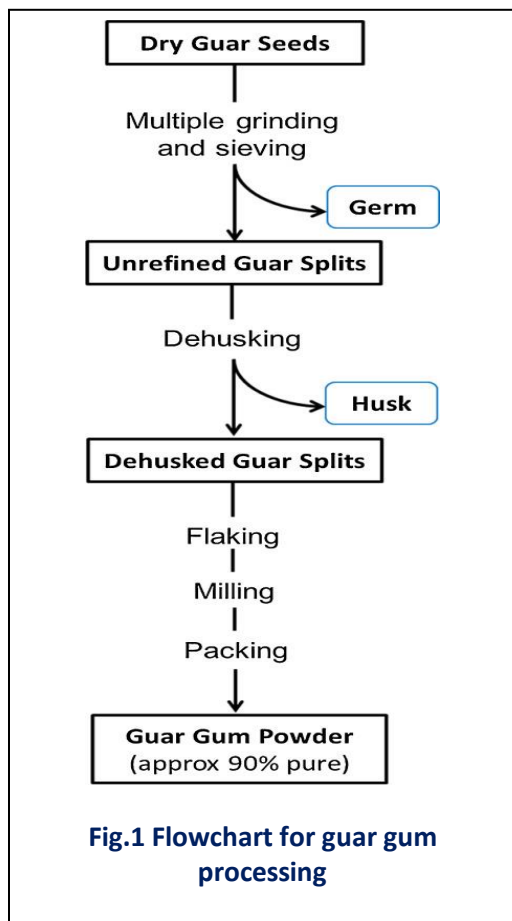 Dry Guar Seeds
Multiple grinding
and sieving
Germ
Unrefined Guar Splits
Dehusking
Husk
Dehusked Guar Splits
Flaking
Milling
Packing
Guar Gum Powder
(approx 90% pure)
Fig.1 Flowchart for guar gum
processing